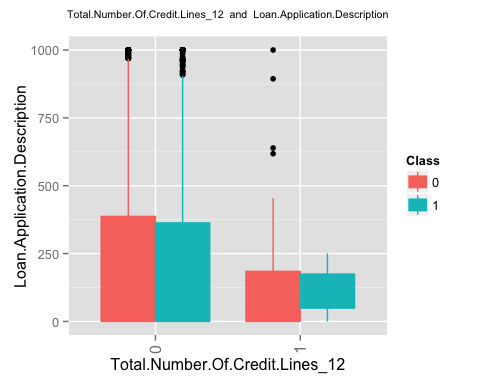 Total.Number.Of.Credit.Lines_12 and Loan.Application.Description
1000
750
500
250
0
Loan.Application.Description
0
1
Total.Number.Of.Credit.Lines_12
Class
0
1